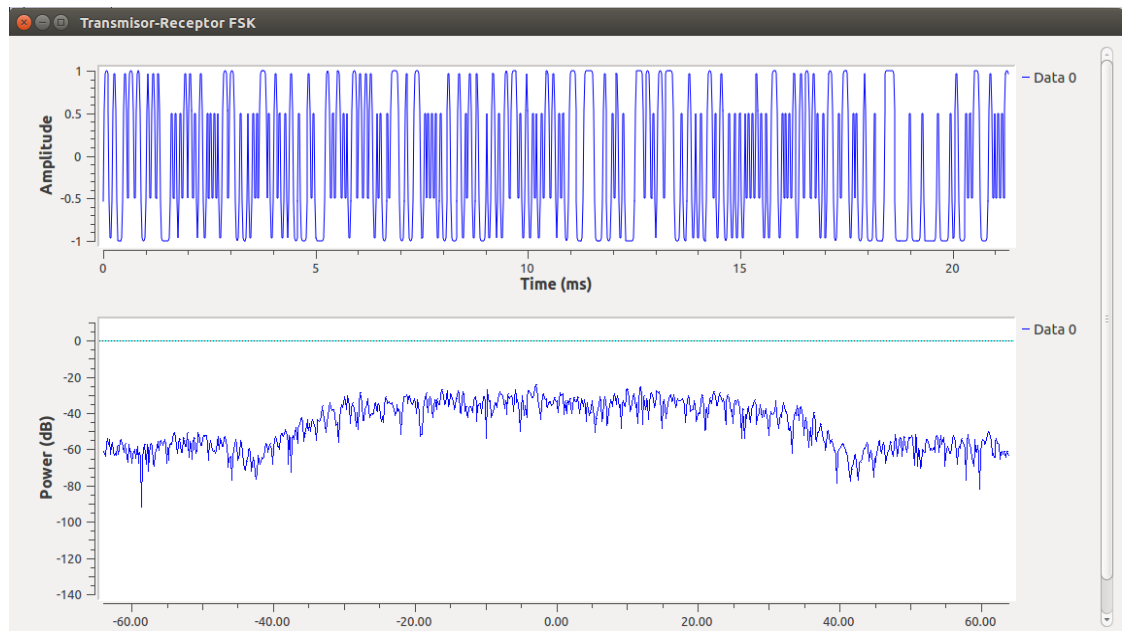 Transmisor-Receptor FSK
1
0.5
0
-0.5
-1
Amplitude
Data 0
0 5 10 15 20
Time (ms)
0
-20
-40
-60
-80
-100
-120
-140
Power (dB)
Data 0
-60.00 -40.00 -20.00 0.00 20.00 40.00 60.00